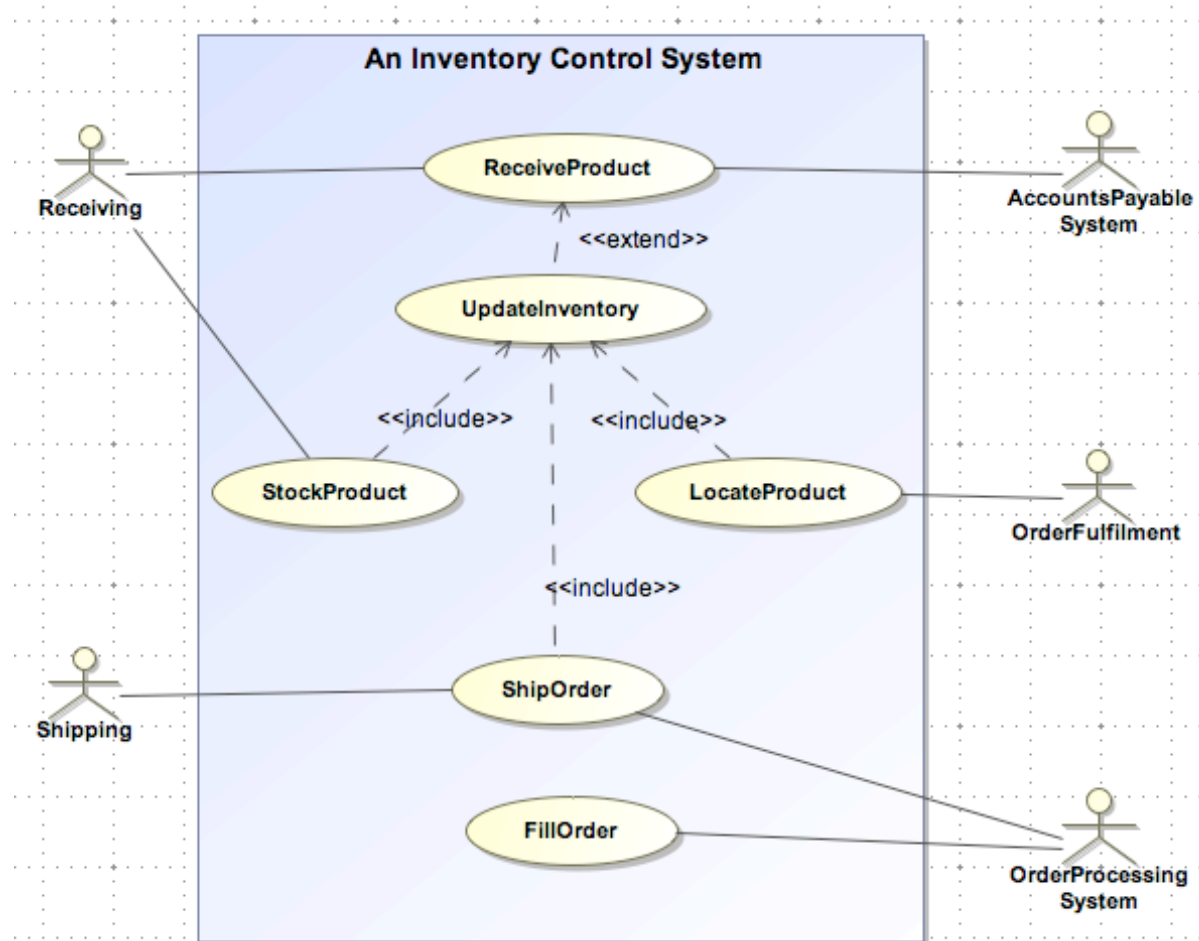 An Inventory Control System
ReceiveProduct
Receiving
AccountsPayable
System
<<extend>>
UpdateInventory
<<include>>
<<include>>
StockProduct
LocateProduct
OrderFulfilment
<<include>>
ShipOrder
Shipping
FillOrder
OrderProcessing
System